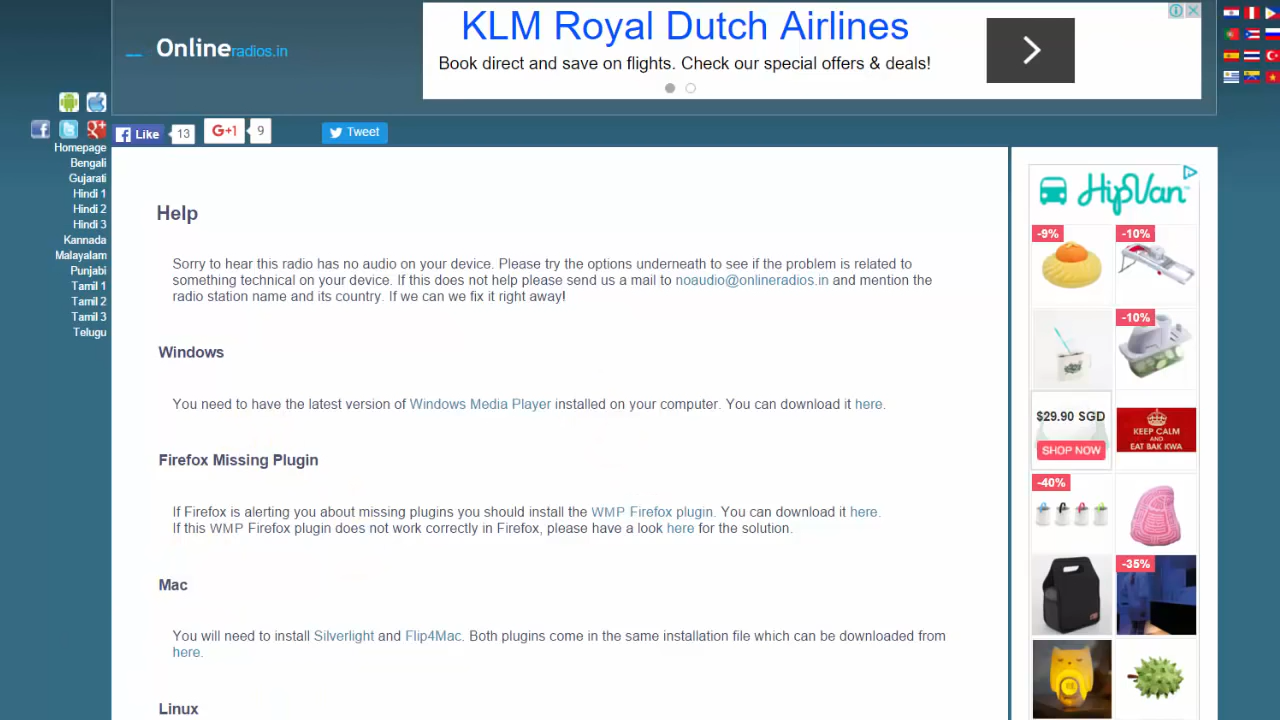 Onlineradios.in
KLM Royal Dutch Airlines
Book direct and save on flights. Check our special offers & deals!
Like
13
G+1
9
Tweet
Homepage
Bengali
Gujarati
Hindi 1
Hindi 2
Hindi 3
Kannada
Malayalam
Punjabi
Tamil 1
Tamil 2
Tamil 3
Telugu
Help
Sorry to hear this radio has no audio on your device. Please try the options underneath to see if the problem is related to
something technical on your device. If this does not help please send us a mail to noaudio@onlineradios.in and mention the
radio station name and its country. If we can we fix it right away!
Windows
You need to have the latest version of Windows Media Player installed on your computer. You can download it here.
Firefox Missing Plugin
If Firefox is alerting you about missing plugins you should install the WMP Firefox plugin. You can download it here.
If this WMP Firefox plugin does not work correctly in Firefox, please have a look here for the solution.
Mac
You will need to install Silverlight and Flip4Mac. Both plugins come in the same installation file which can be downloaded from
here.
Linux
HipVan
-9%
-10%
-10%
$29.90 SGD
SHOP NOW
KEEP CALM
AND
EAT BAK KWA
-40%
-35%